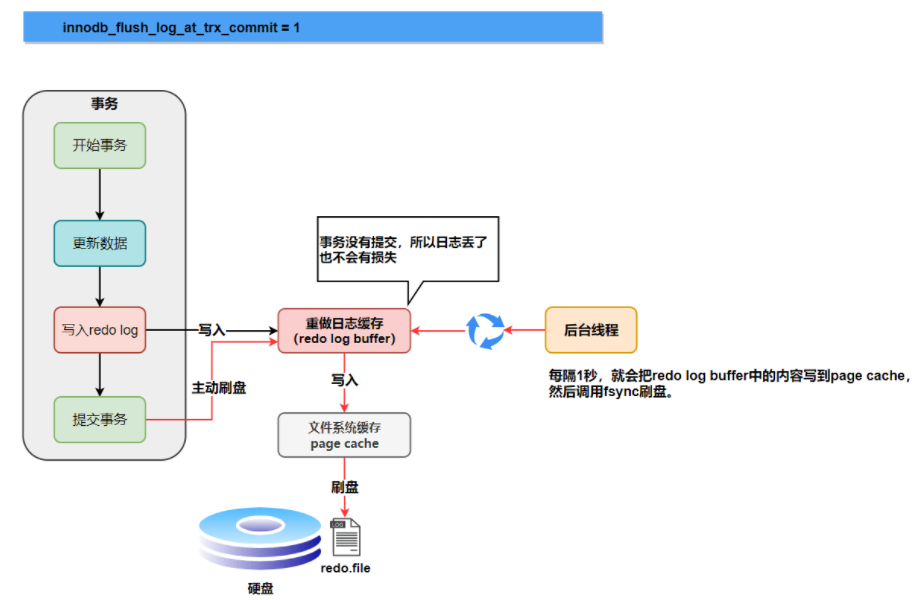 innodb_flush_log_at_trx_commit = 1
事务
开始事务
更新数据
写入redo log
提交事务
写入
主动刷盘
事务没有提交，所以日志丢了
也不会有损失
重做日志缓存
(redo log buffer)
写入
文件系统缓存
page cache
刷盘
LOG
redo.file
硬盘
后台线程
每隔1秒，就会把redo log buffer中的内容写到page cache，
然后调用fsync刷盘。